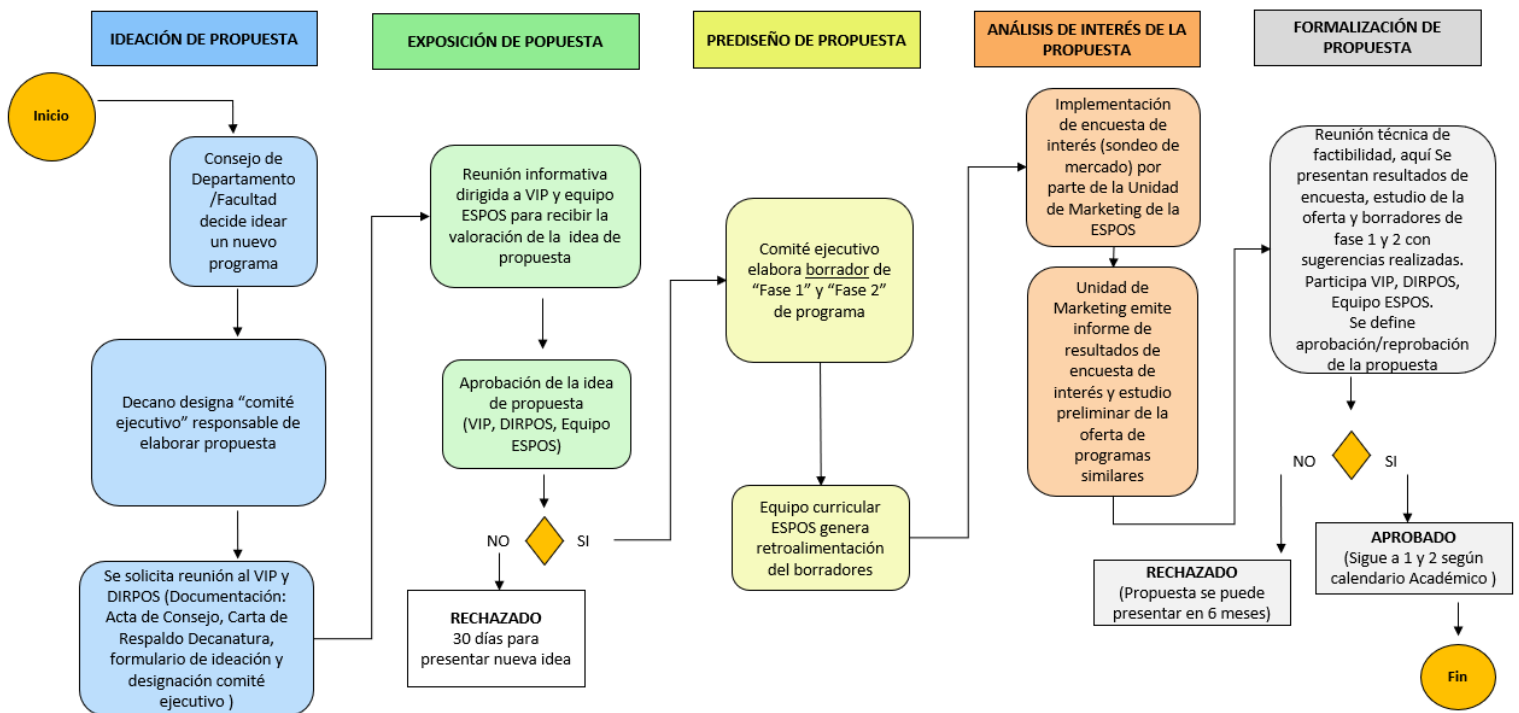 IDEACIÓN DE PROPUESTA
EXPOSICIÓN DE POPUESTA
PREDISEÑO DE PROPUESTA
ANÁLISIS DE INTERÉS DE LA
PROPUESTA
FORMALIZACIÓN DE
PROPUESTA
Inicio
Consejo de
Departamento
/Facultad
decide idear
un nuevo
programa
Decano designa “comité
ejecutivo” responsable de
elaborar propuesta
Se solicita reunión al VIP y
DIRPOS (Documentación:
Acta de Consejo, Carta de
Respaldo Decanatura,
formulario de ideación y
designación comité
ejecutivo )
Reunión informativa
dirigida a VIP y equipo
ESPOS para recibir la
valoración de la idea de
propuesta
Aprobación de la idea
de propuesta
(VIP, DIRPOS, Equipo
ESPOS)
NO
SI
RECHAZADO
30 días para
presentar nueva idea
Comité ejecutivo
elabora borrador de
“Fase 1” y “Fase 2”
de programa
Equipo curricular
ESPOS genera
retroalimentación
del borradores
Implementación
de encuesta de
interés (sondeo de
mercado) por
parte de la Unidad
de Marketing de la
ESPOS
Unidad de
Marketing emite
informe de
resultados de
encuesta de
interés y estudio
preliminar de la
oferta de
programas
similares
Reunión técnica de
factibilidad, aquí Se
presentan resultados de
encuesta, estudio de la
oferta y borradores de
fase 1 y 2 con
sugerencias realizadas.
Participa VIP, DIRPOS,
Equipo ESPOS.
Se define
aprobación/reprobación
de la propuesta
NO
SI
RECHAZADO
(Propuesta se puede
presentar en 6 meses)
APROBADO
(Sigue a 1 y 2 según
calendario Académico )
Fin